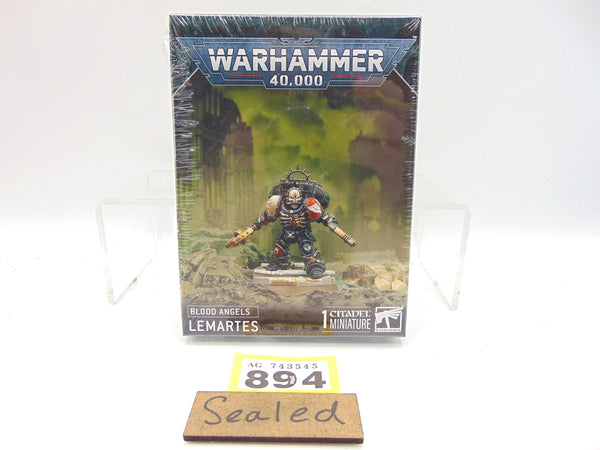 WARHAMMER
40,000
BLOOD ANGELS
LEMARTES
1 CITADEL
MINIATURE
AG 743545
894
Sealed